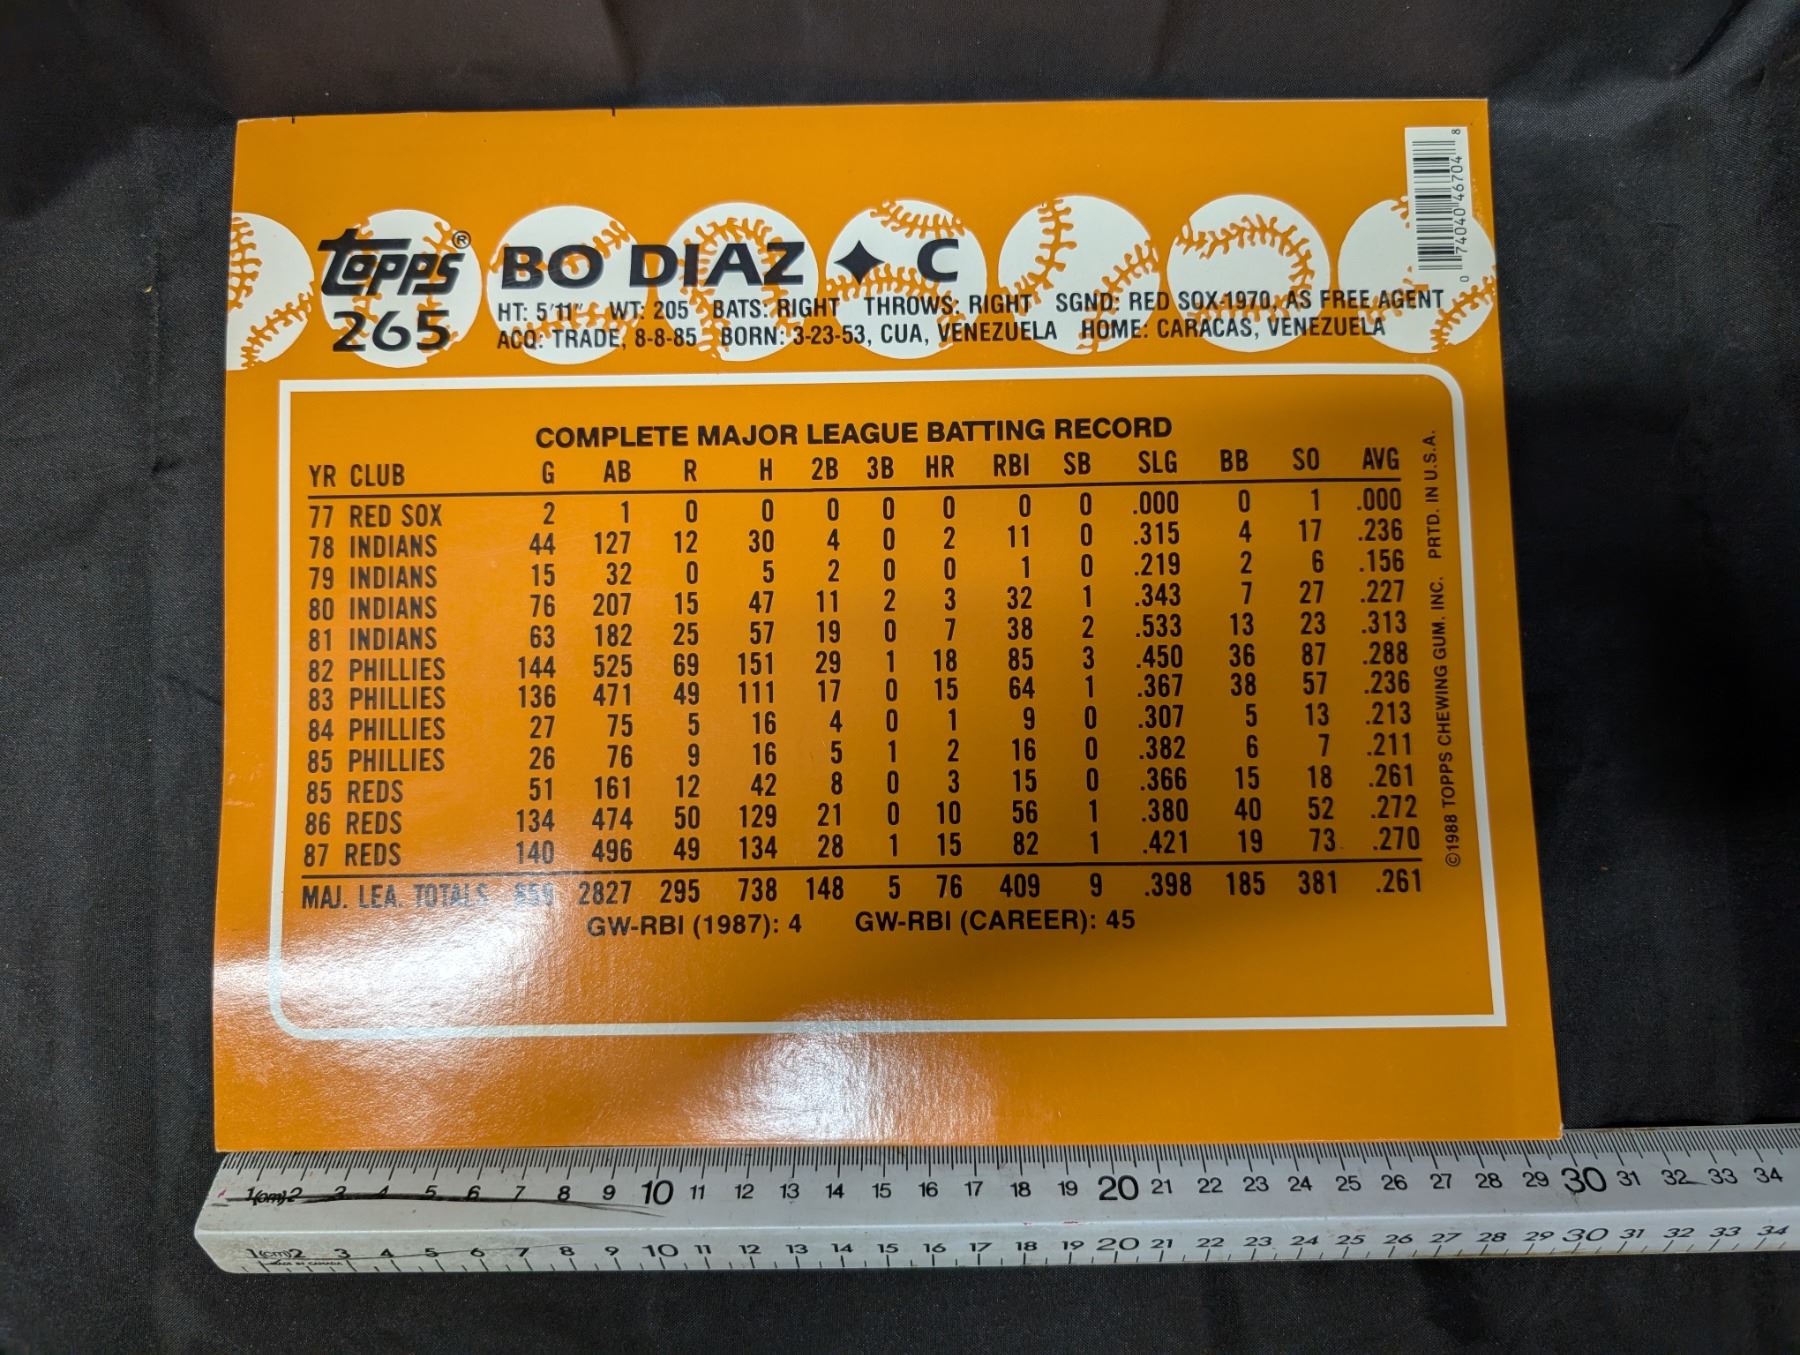 topps®
265
BO DIAZ ✦ C
HT: 5'11" WT: 205 BATS: RIGHT THROWS: RIGHT SGND: RED SOX-1970, AS FREE AGENT
ACQ: TRADE, 8-8-85 BORN: 3-23-53, CUA, VENEZUELA HOME: CARACAS, VENEZUELA
0 74040 46704 8
COMPLETE MAJOR LEAGUE BATTING RECORD
YR CLUB G AB R H 2B 3B HR RBI SB SLG BB SO AVG
77 RED SOX 2 1 0 0 0 0 0 0 0 .000 0 1 .000
78 INDIANS 44 127 12 30 4 0 2 11 0 .315 4 17 .236
79 INDIANS 15 32 0 5 2 0 0 1 0 .219 2 6 .156
80 INDIANS 76 207 15 47 11 2 3 32 1 .343 7 27 .227
81 INDIANS 63 182 25 57 19 0 7 38 2 .533 13 23 .313
82 PHILLIES 144 525 69 151 29 1 18 85 3 .450 36 87 .288
83 PHILLIES 136 471 49 111 17 0 15 64 1 .367 38 57 .236
84 PHILLIES 27 75 5 16 4 0 1 9 0 .307 5 13 .213
85 PHILLIES 26 76 9 16 5 1 2 16 0 .382 6 7 .211
85 REDS 51 161 12 42 8 0 3 15 0 .366 15 18 .261
86 REDS 134 474 50 129 21 0 10 56 1 .380 40 52 .272
87 REDS 140 496 49 134 28 1 15 82 1 .421 19 73 .270
MAJ. LEA. TOTALS 858 2827 295 738 148 5 76 409 9 .398 185 381 .261
GW-RBI (1987): 4 GW-RBI (CAREER): 45
©1988 TOPPS CHEWING GUM. INC. PRTD. IN U.S.A.
1(cm)2 3 4 5 6 7 8 9 10 11 12 13 14 15 16 17 18 19 20 21 22 23 24 25 26 27 28 29 30 31 32 33 34
1(cm)2 3 4 5 6 7 8 9 10 11 12 13 14 15 16 17 18 19 20 21 22 23 24 25 26 27 28 29 30 31 32 33 34
MADE IN CANADA